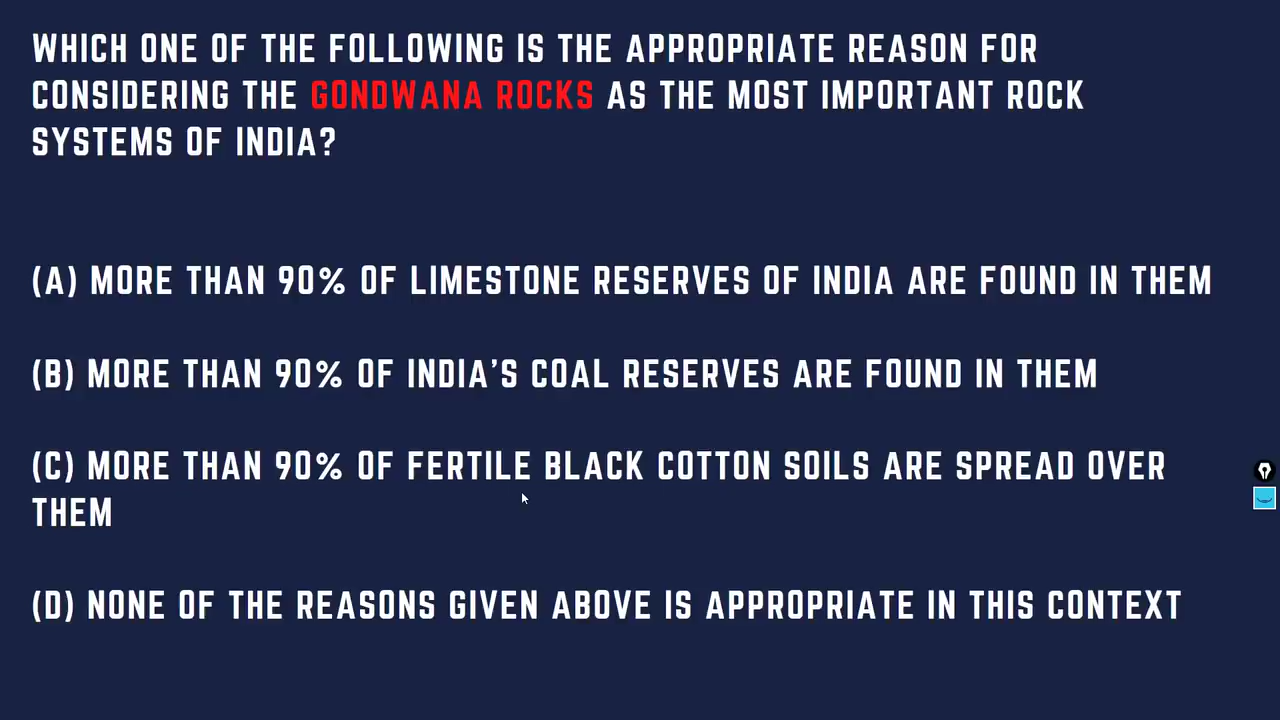 WHICH ONE OF THE FOLLOWING IS THE APPROPRIATE REASON FOR
CONSIDERING THE GONDWANA ROCKS AS THE MOST IMPORTANT ROCK
SYSTEMS OF INDIA?
(A) MORE THAN 90% OF LIMESTONE RESERVES OF INDIA ARE FOUND IN THEM
(B) MORE THAN 90% OF INDIA'S COAL RESERVES ARE FOUND IN THEM
(C) MORE THAN 90% OF FERTILE BLACK COTTON SOILS ARE SPREAD OVER
THEM
(D) NONE OF THE REASONS GIVEN ABOVE IS APPROPRIATE IN THIS CONTEXT